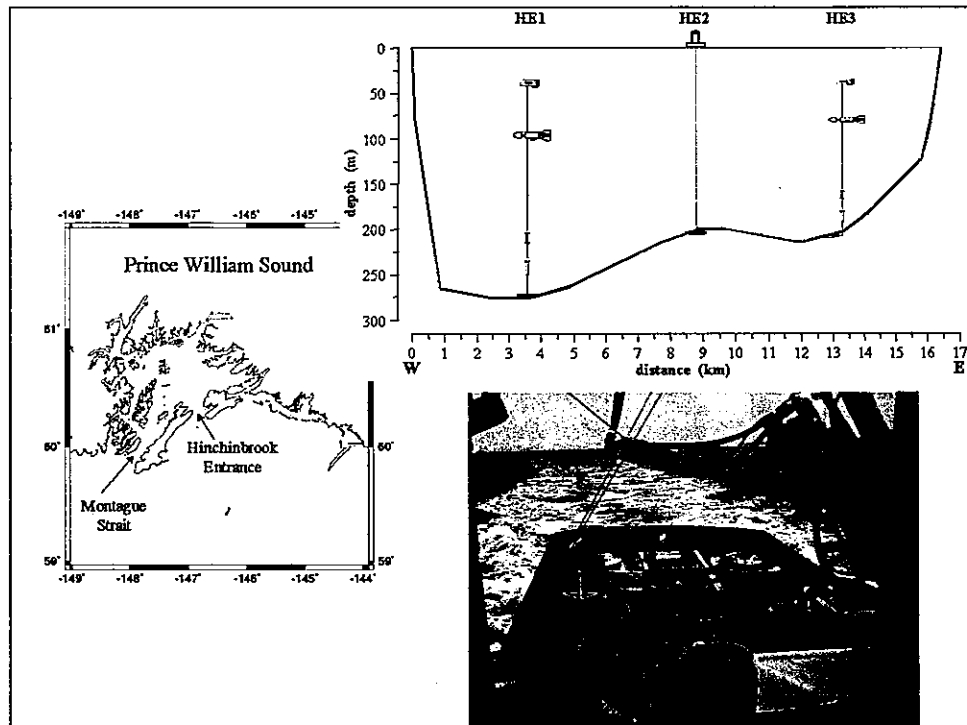 HE1 HE2 HE3
0
50
100
150
200
250
300
depth (m)
0 1 2 3 4 5 6 7 8 9 10 11 12 13 14 15 16 17
W E
distance (km)
-149° -148° -147° -146° -145°
Prince William Sound
61°
60° 60°
Hinchinbrook
Entrance
Montague
Strait
59° 59°
-149° -148° -147° -146° -145° -144°